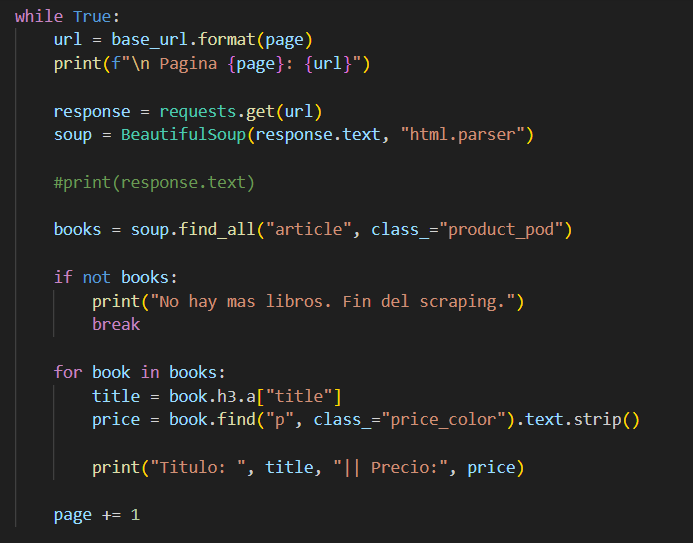 while True:
    url = base_url.format(page)
    print(f"\n Pagina {page}: {url}")
    response = requests.get(url)
    soup = BeautifulSoup(response.text, "html.parser")
    #print(response.text)
    books = soup.find_all("article", class_="product_pod")
    if not books:
        print("No hay mas libros. Fin del scraping.")
        break
    for book in books:
        title = book.h3.a["title"]
        price = book.find("p", class_="price_color").text.strip()
        print("Titulo: ", title, "|| Precio:", price)
    page += 1